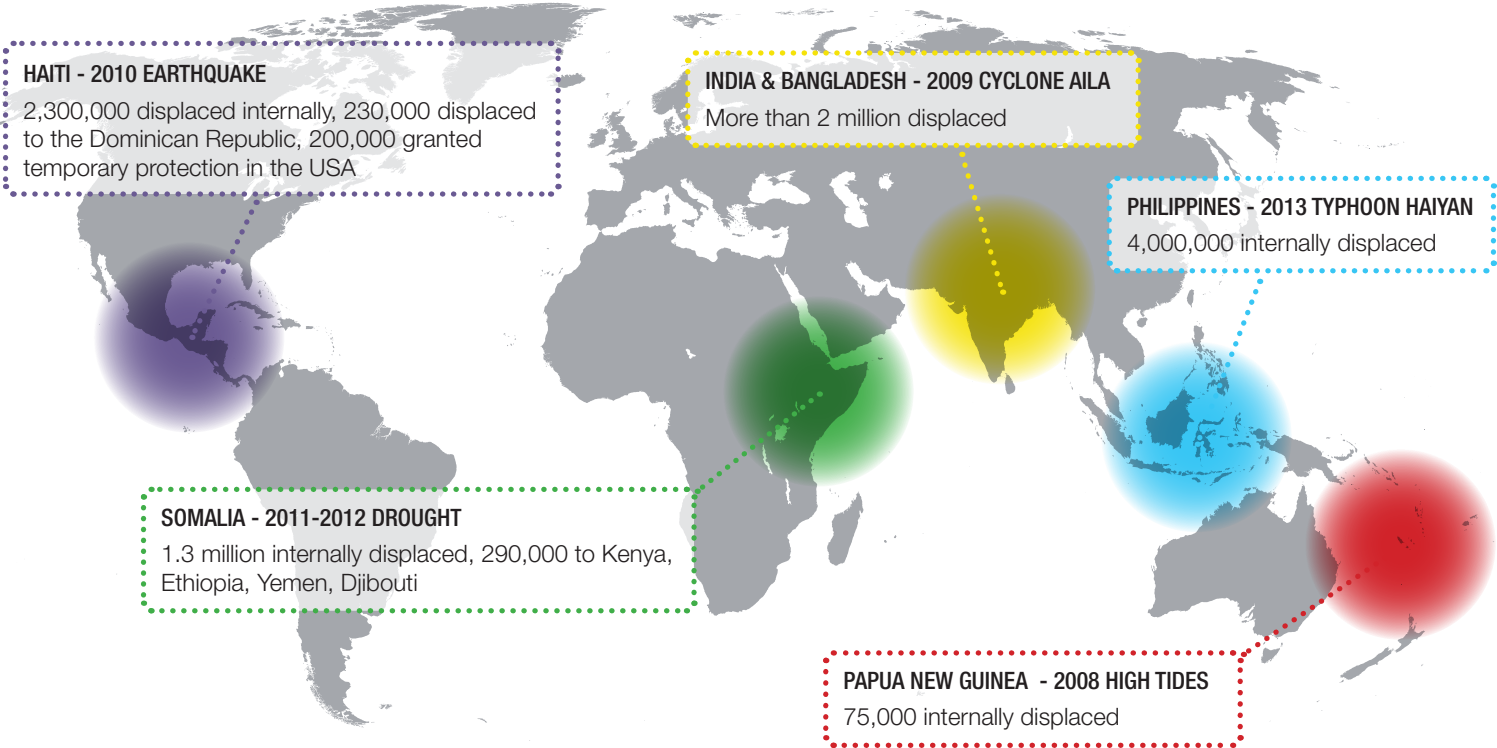 HAITI - 2010 EARTHQUAKE
2,300,000 displaced internally, 230,000 displaced
to the Dominican Republic, 200,000 granted
temporary protection in the USA
INDIA & BANGLADESH - 2009 CYCLONE AILA
More than 2 million displaced
PHILIPPINES - 2013 TYPHOON HAIYAN
4,000,000 internally displaced
SOMALIA - 2011-2012 DROUGHT
1.3 million internally displaced, 290,000 to Kenya,
Ethiopia, Yemen, Djibouti
PAPUA NEW GUINEA - 2008 HIGH TIDES
75,000 internally displaced